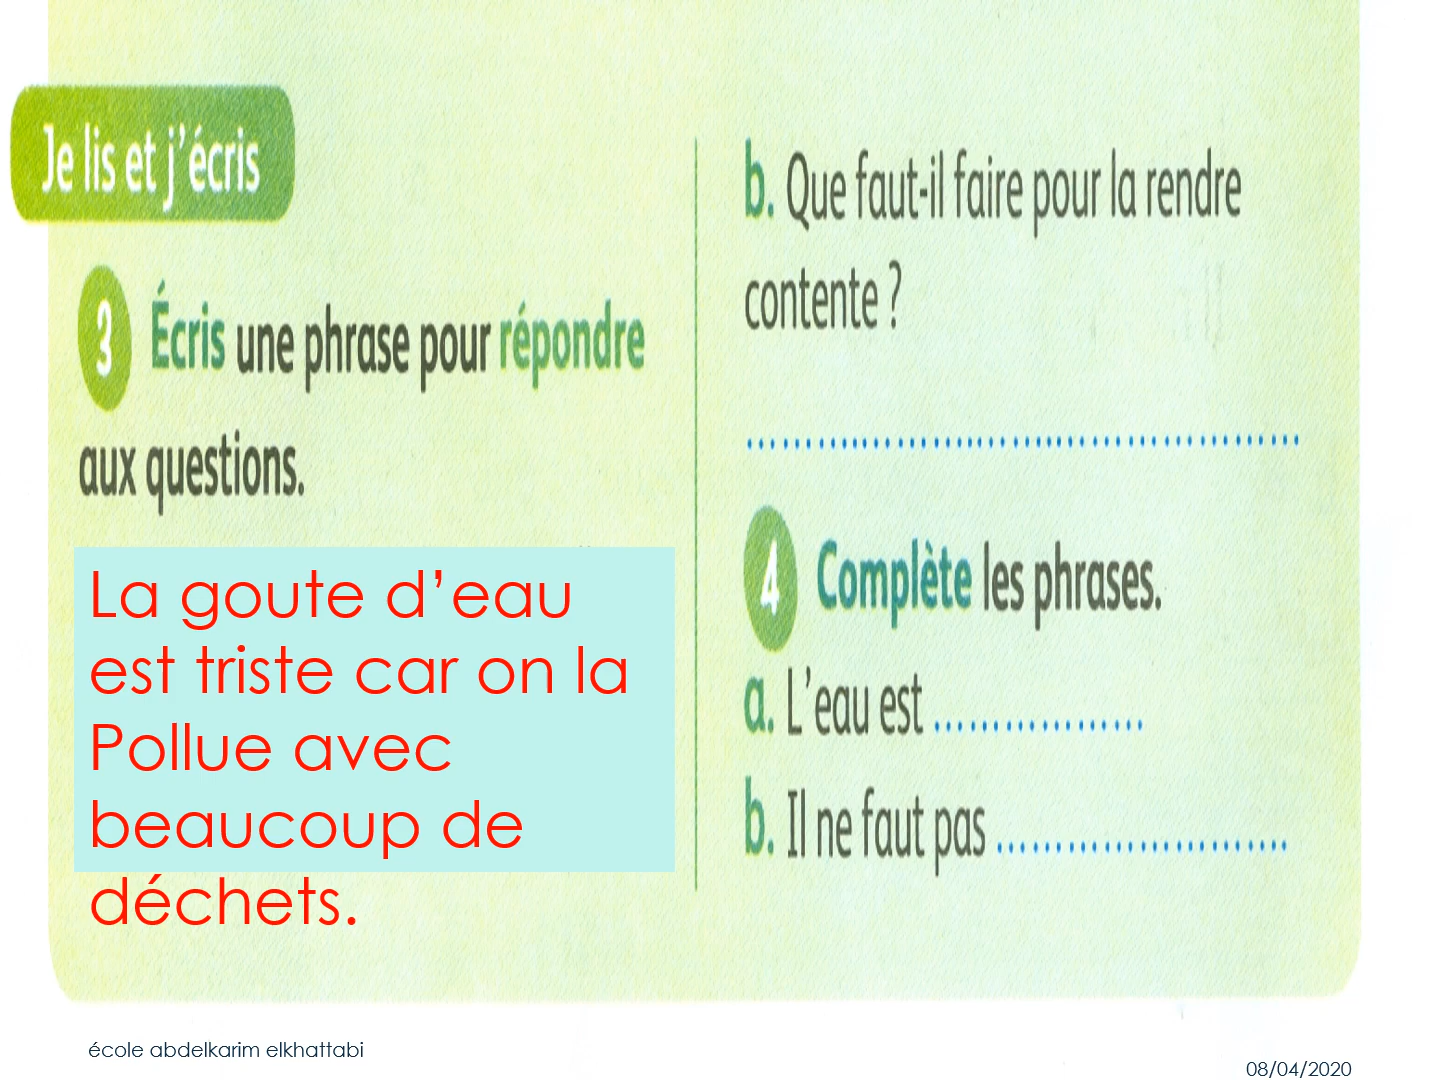 Je lis et j'écris
3 Écris une phrase pour répondre
aux questions.
La goute d'eau
est triste car on la
Pollue avec
beaucoup de
déchets.
b. Que faut-il faire pour la rendre
contente ?
..........................................
4 Complète les phrases.
a. L'eau est ..................
b. Il ne faut pas .........................
école abdelkarim elkhattabi
08/04/2020